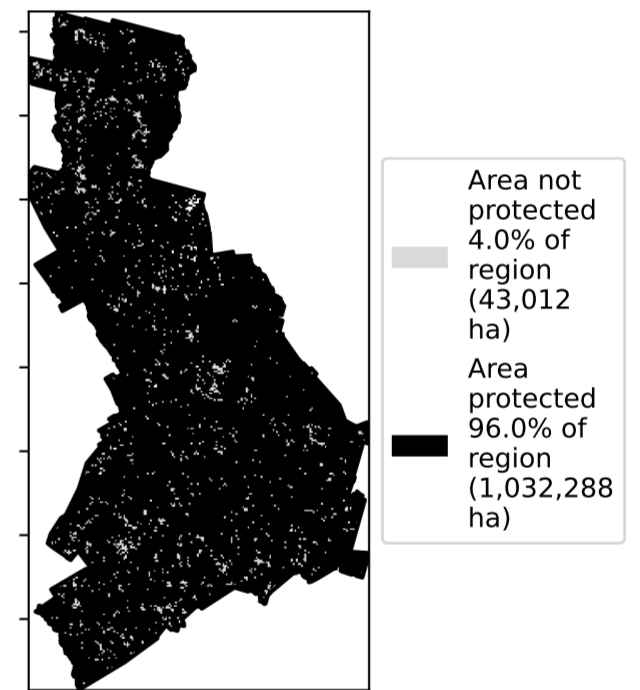 Area not
protected
4.0% of
region
(43,012
ha)
Area
protected
96.0% of
region
(1,032,288
ha)